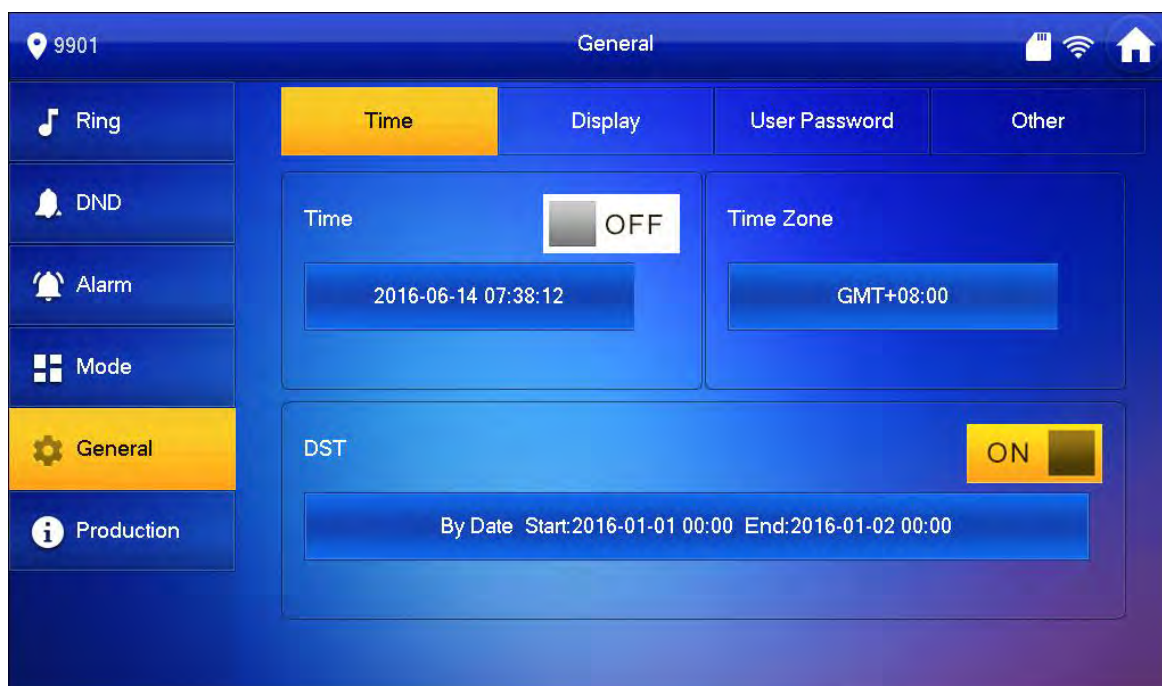 9901
General
Ring
Time Display User Password Other
DND
Time OFF Time Zone
Alarm
2016-06-14 07:38:12 GMT+08:00
Mode
General
DST ON
Production
By Date Start:2016-01-01 00:00 End:2016-01-02 00:00